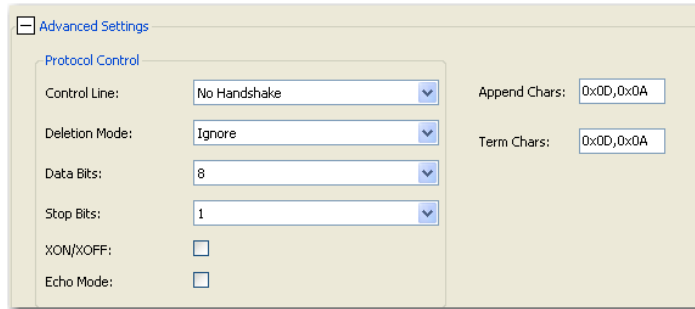 Advanced Settings
Protocol Control
Control Line: No Handshake
Append Chars: 0x0D,0x0A
Deletion Mode: Ignore
Term Chars: 0x0D,0x0A
Data Bits: 8
Stop Bits: 1
XON/XOFF:
Echo Mode: